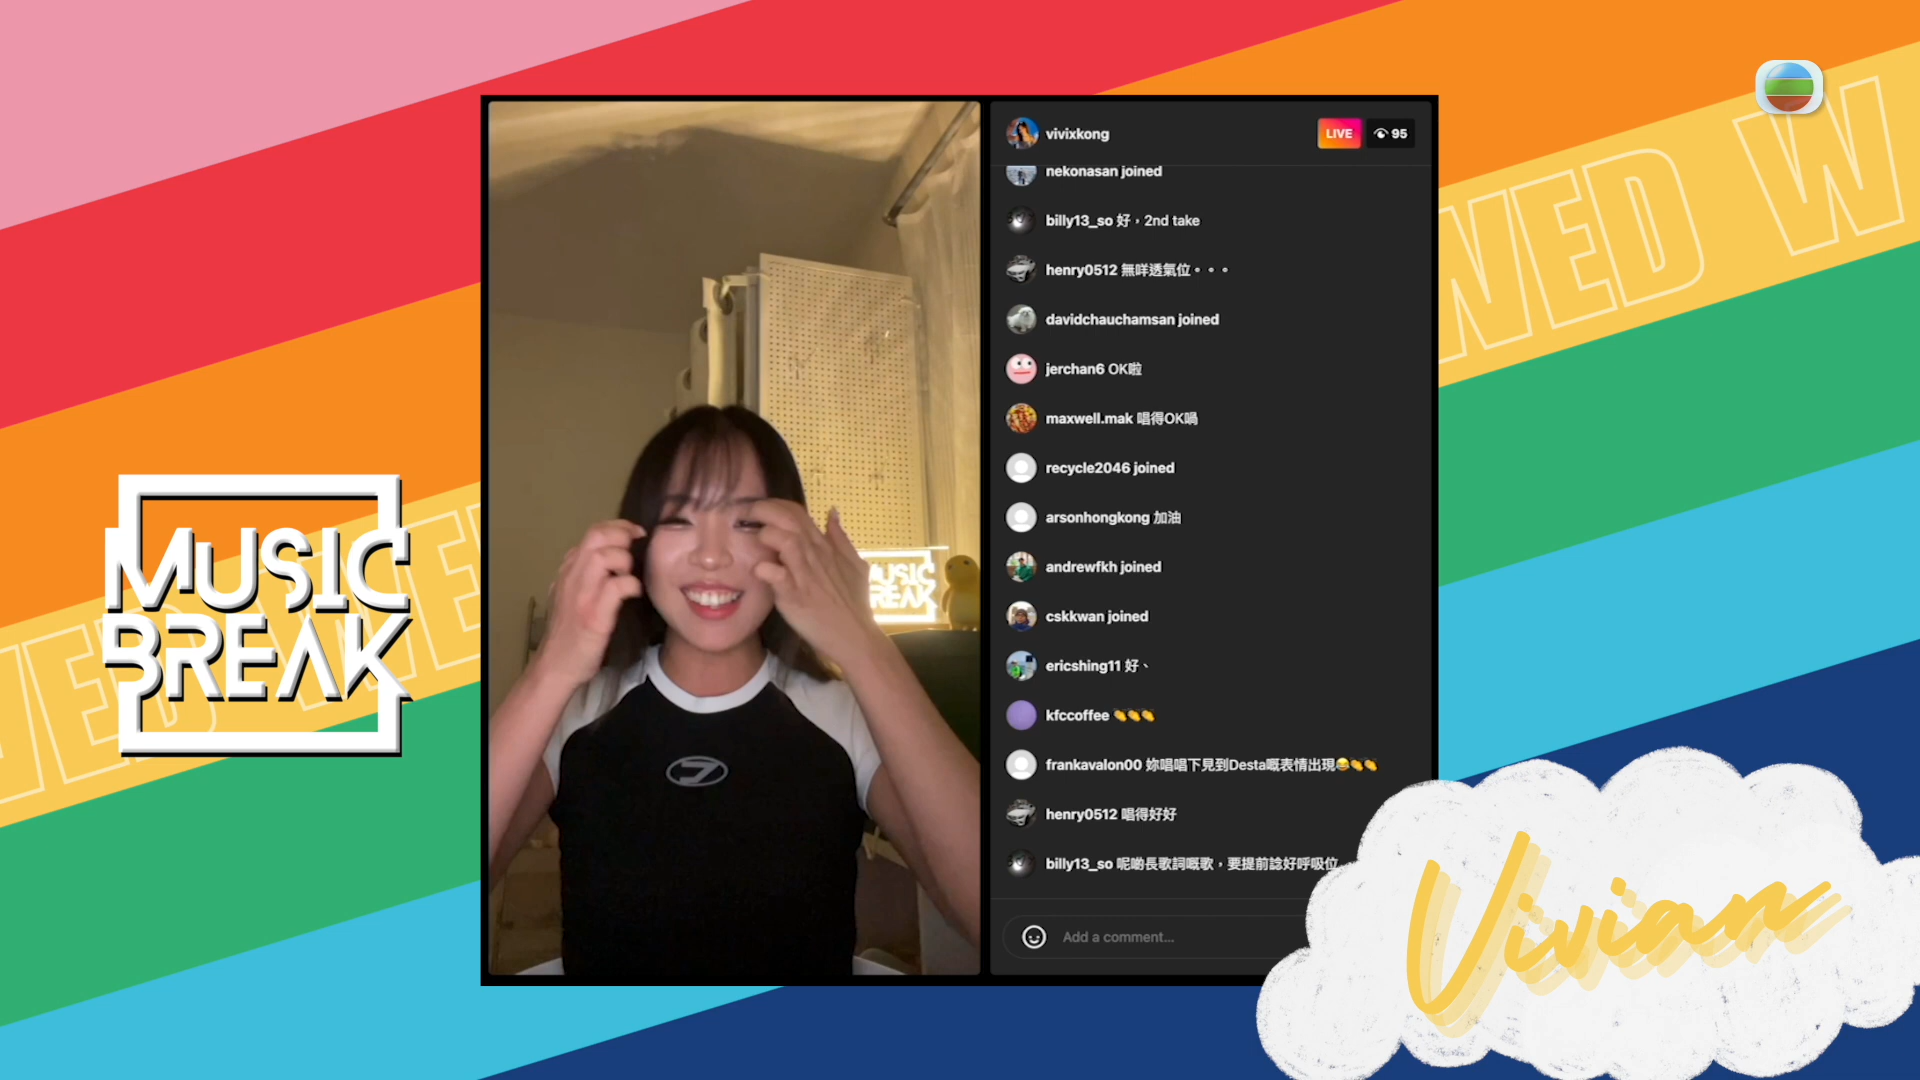 vivixkong
LIVE
95
nekonasan joined
billy13_so 好，2nd take
henry0512 無咩透氣位。。。
davidchauchamsan joined
jerchan6 OK啦
maxwell.mak 唱得OK喎
recycle2046 joined
arsonhongkong 加油
andrewfkh joined
cskkwan joined
ericshing11 好、
kfccoffee 👏👏👏
frankavalon00 妳唱唱下見到Desta嘅表情出現😂👏👏
henry0512 唱得好好
billy13_so 呢啲長歌詞嘅歌，要提前諗好呼吸位
Add a comment...
MUSIC
BREAK
MUSIC
BREAK
WED W
WED WE
Vivian